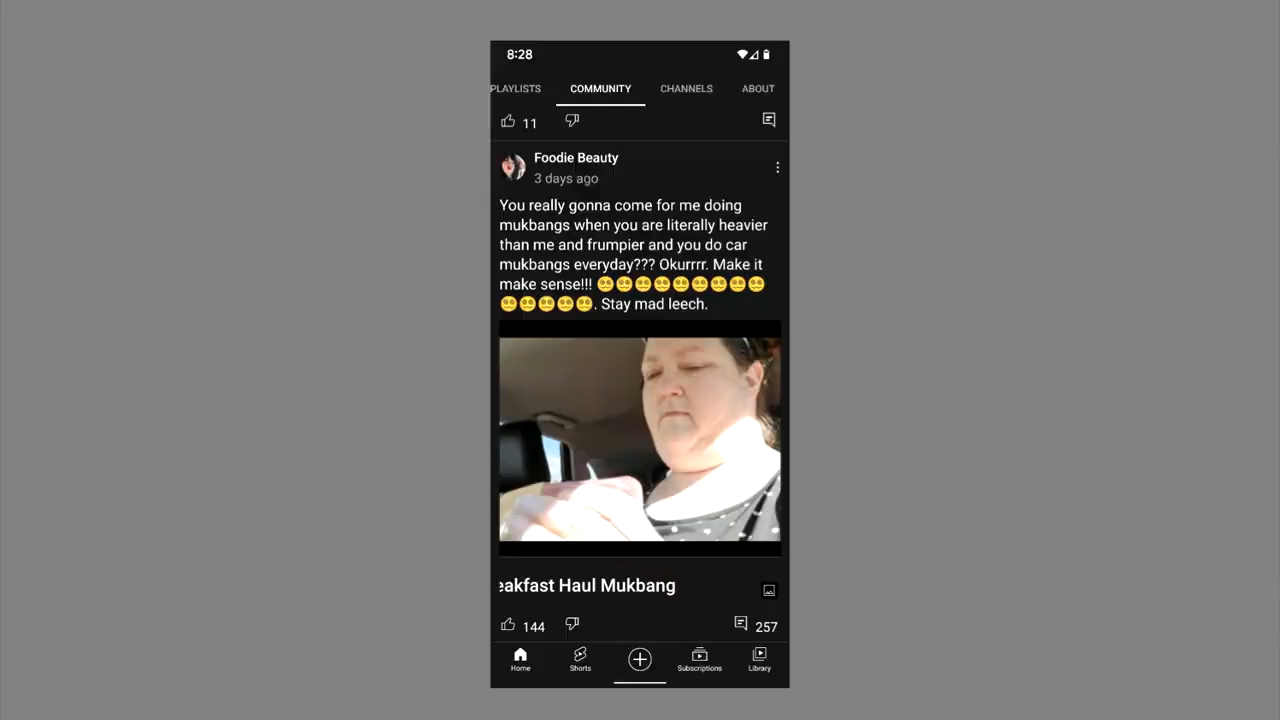 8:28
PLAYLISTS COMMUNITY CHANNELS ABOUT
11
Foodie Beauty
3 days ago
You really gonna come for me doing
mukbangs when you are literally heavier
than me and frumpier and you do car
mukbangs everyday??? Okurrrr. Make it
make sense!!! 😵‍💫😵‍💫😵‍💫😵‍💫😵‍💫😵‍💫😵‍💫😵‍💫😵‍💫
😵‍💫😵‍💫😵‍💫😵‍💫😵‍💫. Stay mad leech.
eakfast Haul Mukbang
144 257
Home Shorts Subscriptions Library